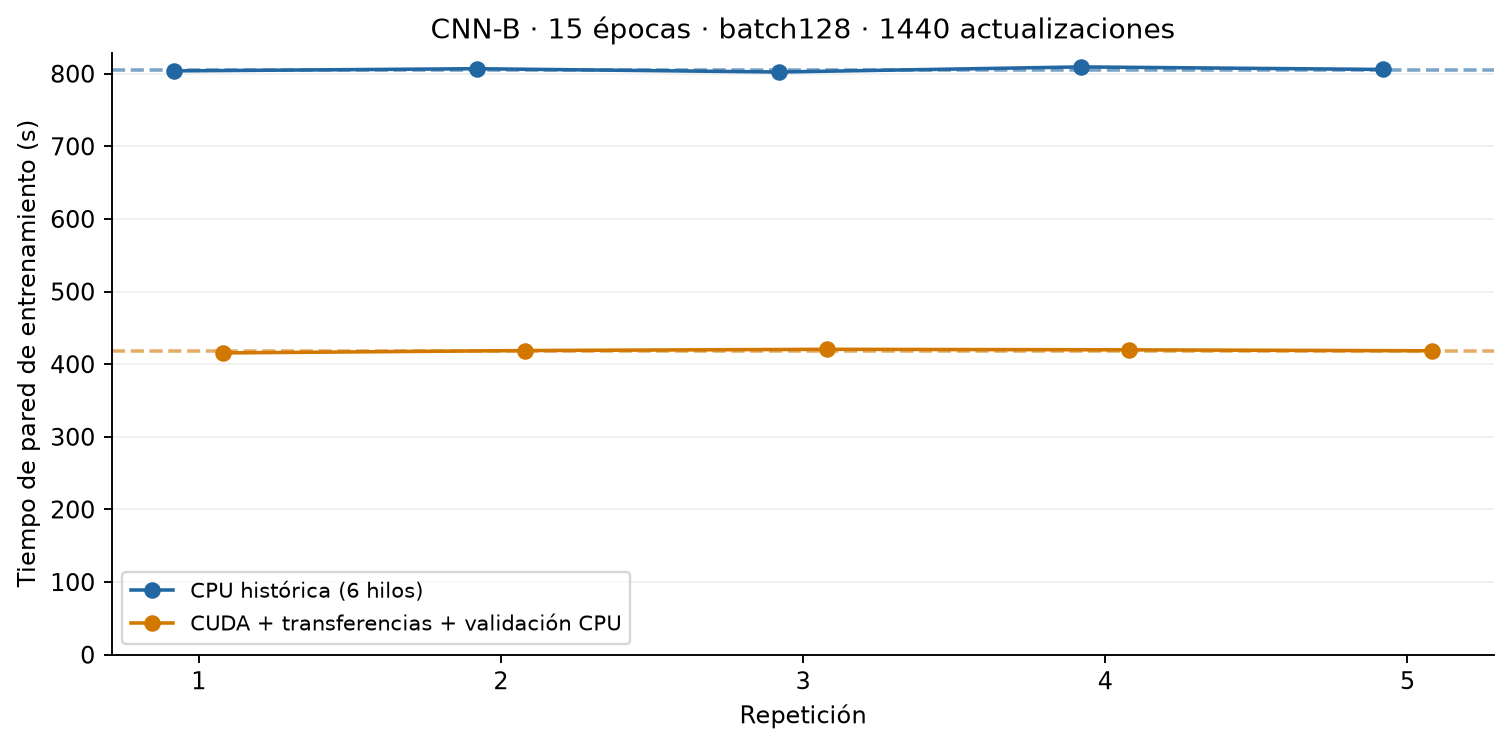 CNN-B · 15 épocas · batch128 · 1440 actualizaciones
Tiempo de pared de entrenamiento (s)
800
700
600
500
400
300
200
100
0
CPU histórica (6 hilos)
CUDA + transferencias + validación CPU
1 2 3 4 5
Repetición